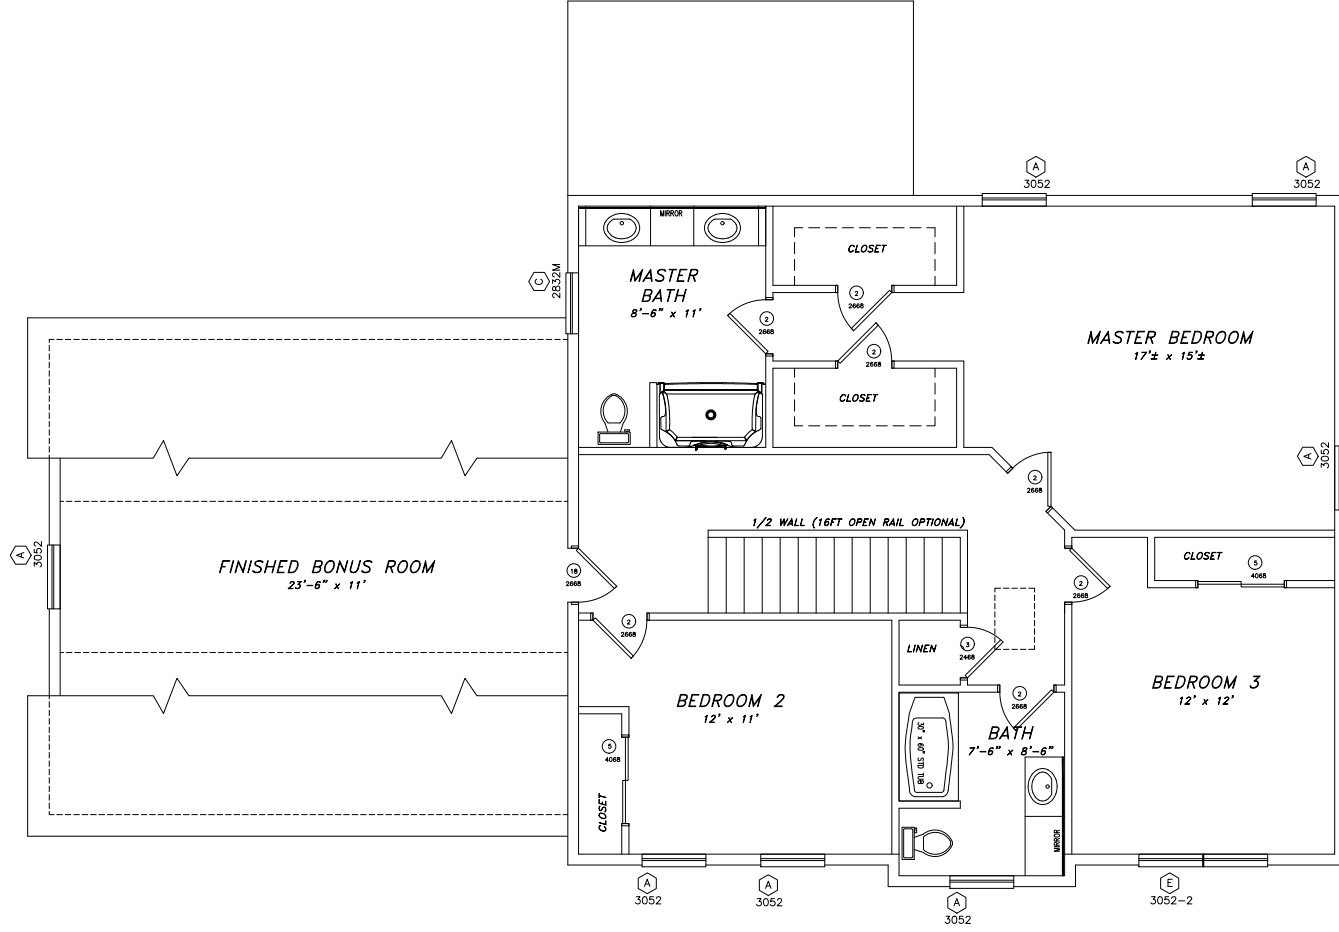 A
3052
A
3052
MIRROR
CLOSET
C
2832M
MASTER
BATH
8'-6" x 11'
2
2668
2
2668
2
2668
MASTER BEDROOM
17'± x 15'±
CLOSET
A
3052
2
2668
1/2 WALL (16FT OPEN RAIL OPTIONAL)
A
3052
FINISHED BONUS ROOM
23'-6" x 11'
18
2668
2
2668
CLOSET
5
4068
2
2668
LINEN
3
2468
BEDROOM 2
12' x 11'
2
2668
BEDROOM 3
12' x 12'
BATH
7'-6" x 8'-6"
30" x 60" STD TUB
5
4068
CLOSET
MIRROR
A
3052
A
3052
A
3052
E
3052-2